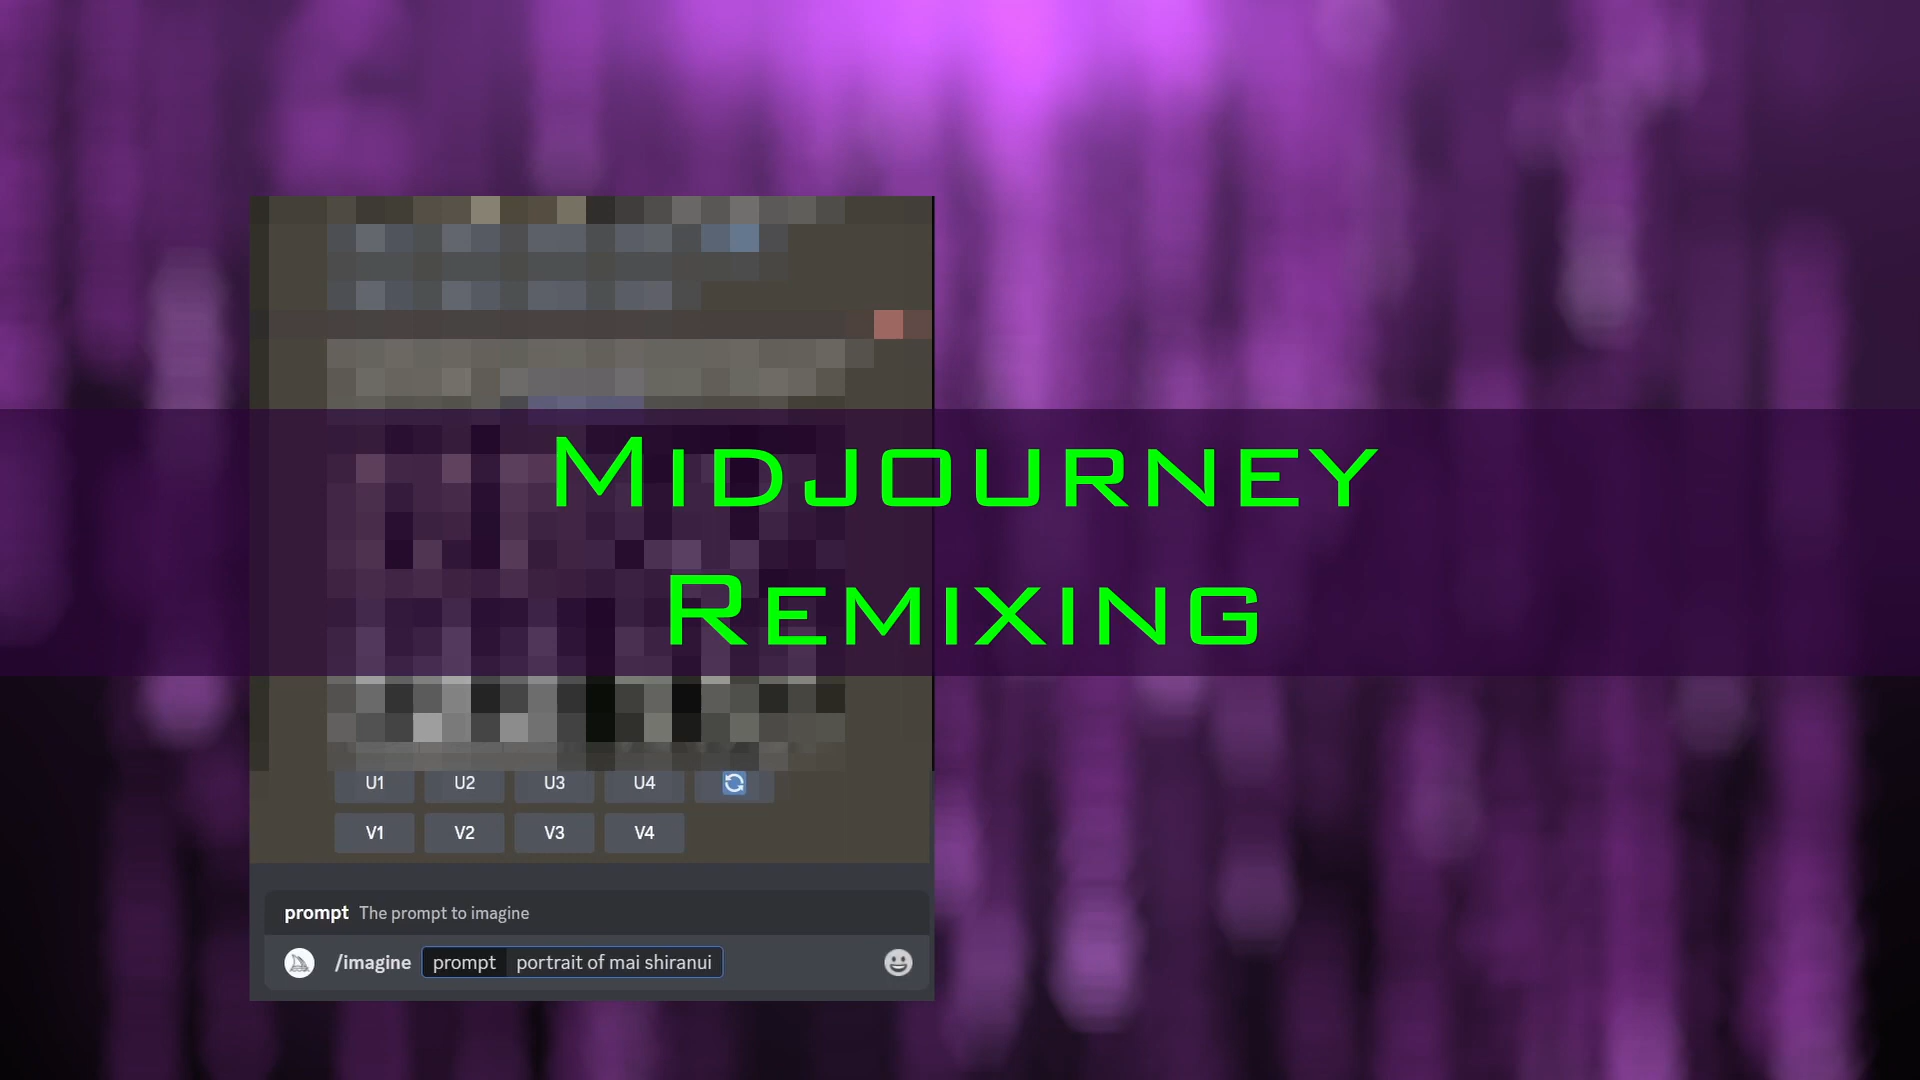 Midjourney
Remixing
U1 U2 U3 U4
V1 V2 V3 V4
prompt The prompt to imagine
/imagine prompt portrait of mai shiranui